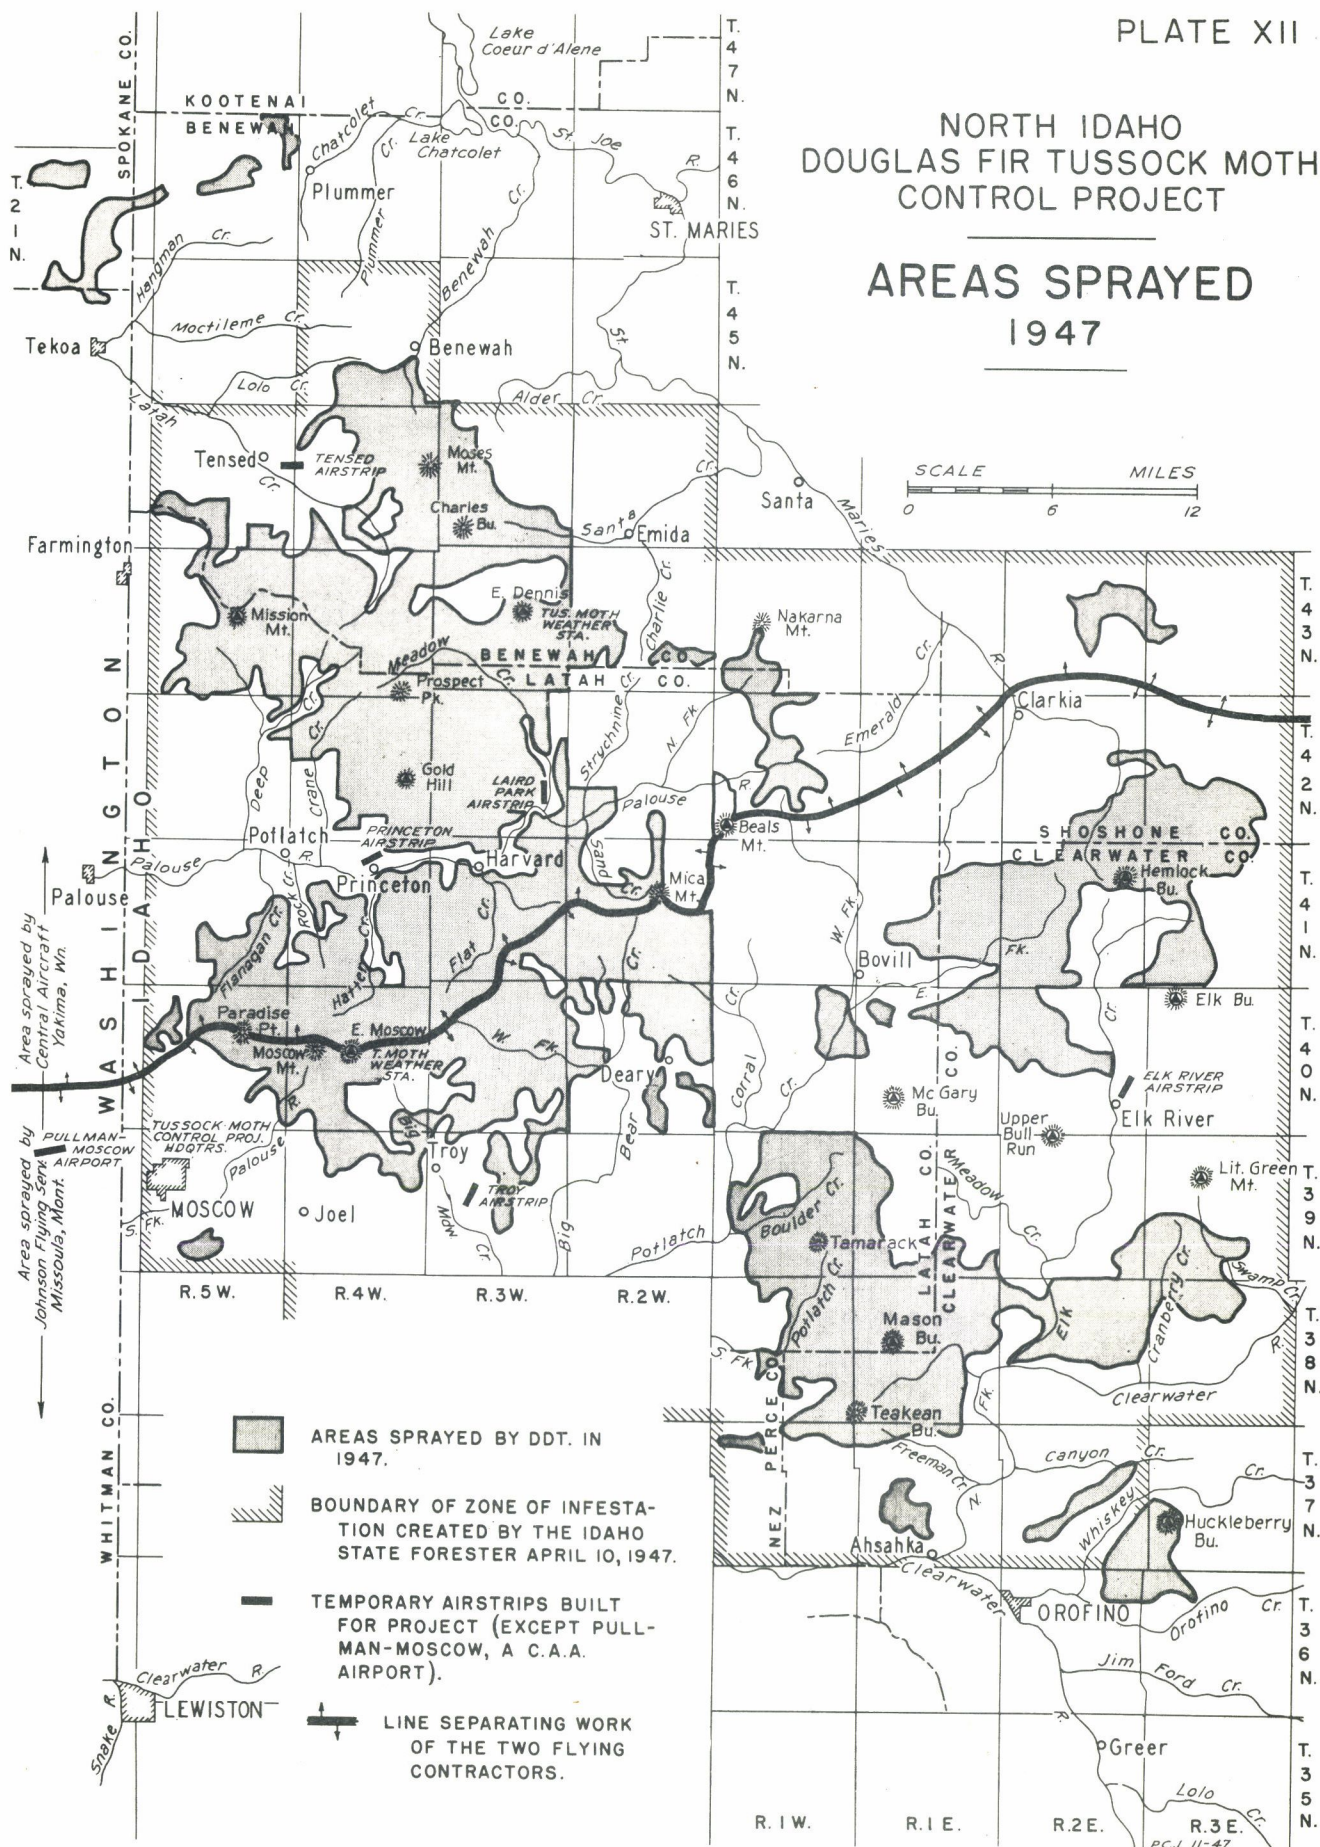 PLATE XII
NORTH IDAHO
DOUGLAS FIR TUSSOCK MOTH
CONTROL PROJECT
AREAS SPRAYED
1947
SCALE MILES
0 6 12
SPOKANE CO.
KOOTENAI CO.
BENEWAH CO.
Lake
Coeur d'Alene
T. 47 N.
T. 46 N.
T. 45 N.
T. 21 N.
Chatcolet Cr.
Lake
Chatcolet
Plummer
Plummer Cr.
Benewah Cr.
St. Joe R.
ST. MARIES
Hangman Cr.
Tekoa
Moctileme Cr.
Benewah
Lolo Cr.
Latah Cr.
Alder Cr.
St. Maries R.
Tensed
TENSED
AIRSTRIP
Moses
Mt.
Charles
Bu.
Santa Cr.
Emida
Santa
Farmington
Mission
Mt.
E. Dennis
TUS. MOTH
WEATHER
STA.
Charlie Cr.
Nakarna
Mt.
T. 43 N.
BENEWAH CO.
LATAH CO.
Meadow Cr.
Prospect
Pk.
Strychnine Cr.
N. Fk.
Emerald Cr.
Clarkia
T. 42 N.
Deep Cr.
Crane Cr.
Gold
Hill
LAIRD
PARK
AIRSTRIP
Palouse R.
Beals
Mt.
SHOSHONE CO.
CLEARWATER CO.
Hemlock
Bu.
Potlatch
PRINCETON
AIRSTRIP
Palouse R.
Palouse
Princeton
Harvard
Sand Cr.
Mica
Mt.
T. 41 N.
WASHINGTON
IDAHO
Rock Cr.
Flanagan Cr.
Hatter Cr.
Flat Cr.
W. Fk.
Bovill
E. Fk.
Elk Bu.
Paradise
Pt.
Moscow
Mt.
E. Moscow
T. MOTH
WEATHER
STA.
W. Fk.
Deary
Corral Cr.
Mc Gary
Bu.
ELK RIVER
AIRSTRIP
Elk River
Upper
Bull
Run
T. 40 N.
Area sprayed by
Central Aircraft
Yakima, Wn.
Area sprayed by
Johnson Flying Serv.
Missoula, Mont.
PULLMAN-
MOSCOW
AIRPORT
TUSSOCK MOTH
CONTROL PROJ.
HDQTRS.
Palouse R.
MOSCOW
S. Fk.
Joel
Troy
TROY
AIRSTRIP
Big
Mdw Cr.
Big Bear Cr.
Potlatch
Boulder Cr.
Tamarack
LATAH CO.
CLEARWATER CO.
Meadow Cr.
Lit. Green
Mt.
T. 39 N.
R.5W. R.4W. R.3W. R.2W.
Potlatch Cr.
Mason
Bu.
Elk Cr.
Cranberry Cr.
Swamp Cr.
T. 38 N.
S. Fk.
Teakean
Bu.
N. Fk.
Clearwater R.
NEZ PERCE CO.
Freeman Cr.
Canyon Cr.
Whiskey Cr.
T. 37 N.
Huckleberry
Bu.
Ahsahka
Clearwater R.
OROFINO
Orofino Cr.
T. 36 N.
Jim Ford Cr.
Greer
Lolo Cr.
T. 35 N.
R. 1W. R. 1 E. R. 2 E. R. 3 E.
P.C.J. 11-47
WHITMAN CO.
Clearwater R.
LEWISTON
Snake R.
AREAS SPRAYED BY DDT. IN
1947.
BOUNDARY OF ZONE OF INFESTA-
TION CREATED BY THE IDAHO
STATE FORESTER APRIL 10, 1947.
TEMPORARY AIRSTRIPS BUILT
FOR PROJECT (EXCEPT PULL-
MAN-MOSCOW, A C.A.A.
AIRPORT).
LINE SEPARATING WORK
OF THE TWO FLYING
CONTRACTORS.